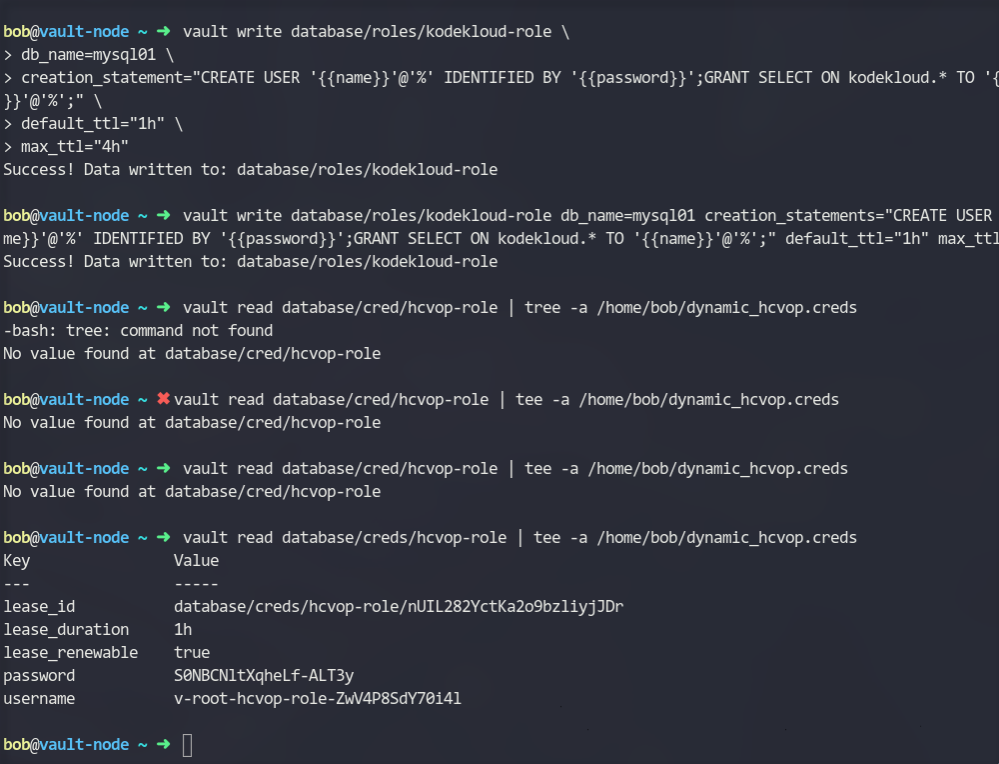 bob@vault-node ~ ➜ vault write database/roles/kodekloud-role \
> db_name=mysql01 \
> creation_statement="CREATE USER '{{name}}'@'%' IDENTIFIED BY '{{password}}';GRANT SELECT ON kodekloud.* TO '{
}}'@'%';" \
> default_ttl="1h" \
> max_ttl="4h"
Success! Data written to: database/roles/kodekloud-role
bob@vault-node ~ ➜ vault write database/roles/kodekloud-role db_name=mysql01 creation_statements="CREATE USER
me}}'@'%' IDENTIFIED BY '{{password}}';GRANT SELECT ON kodekloud.* TO '{{name}}'@'%';" default_ttl="1h" max_ttl
Success! Data written to: database/roles/kodekloud-role
bob@vault-node ~ ➜ vault read database/cred/hcvop-role | tree -a /home/bob/dynamic_hcvop.creds
-bash: tree: command not found
No value found at database/cred/hcvop-role
bob@vault-node ~ ✖ vault read database/cred/hcvop-role | tee -a /home/bob/dynamic_hcvop.creds
No value found at database/cred/hcvop-role
bob@vault-node ~ ➜ vault read database/cred/hcvop-role | tee -a /home/bob/dynamic_hcvop.creds
No value found at database/cred/hcvop-role
bob@vault-node ~ ➜ vault read database/creds/hcvop-role | tee -a /home/bob/dynamic_hcvop.creds
Key Value
--- -----
lease_id database/creds/hcvop-role/nUIL282YctKa2o9bzliyjJDr
lease_duration 1h
lease_renewable true
password S0NBCNltXqheLf-ALT3y
username v-root-hcvop-role-ZwV4P8SdY70i4l
bob@vault-node ~ ➜